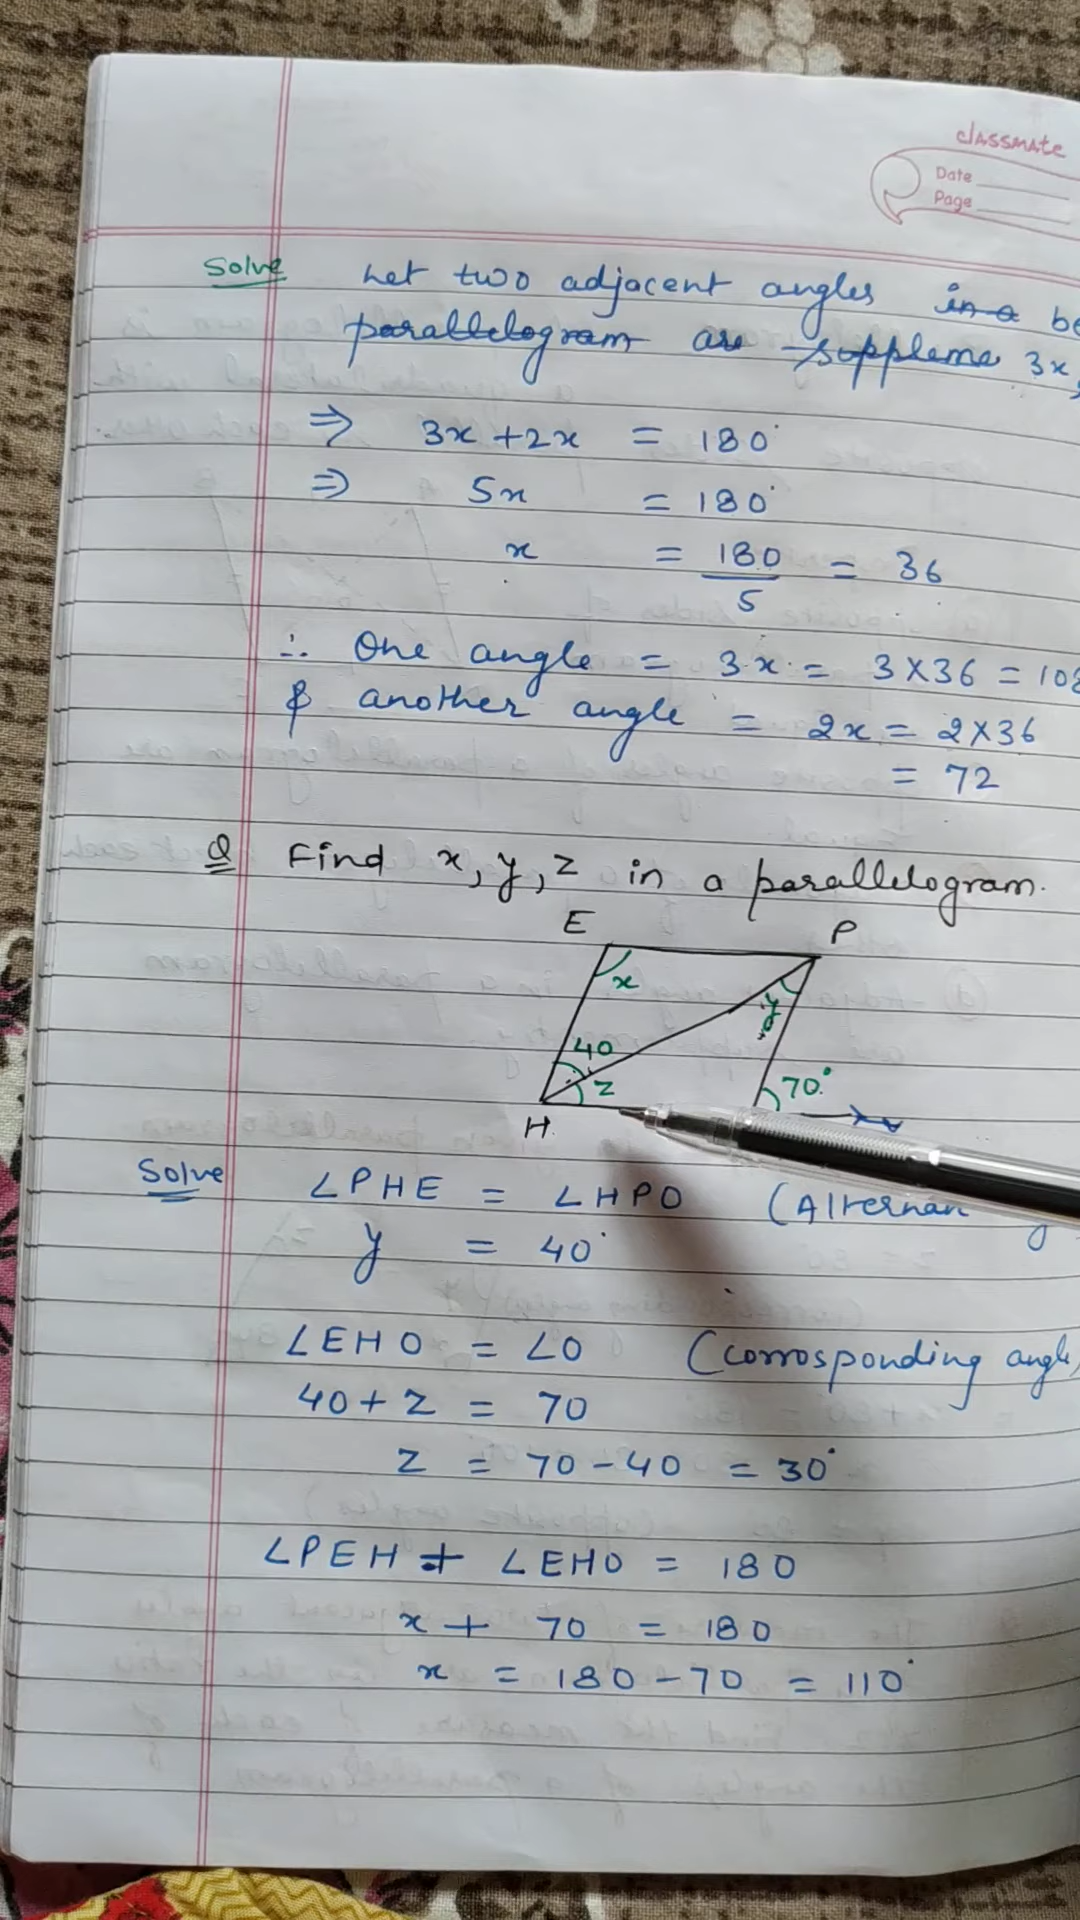 classmate
Date
Page
Solve Let two adjacent angles in a be
parallelogram are suppleme 3x,
⇒ 3x + 2x = 180°
⇒ 5x = 180°
x = 180/5 = 36
∴ One angle = 3x = 3×36 = 108
& another angle = 2x = 2×36
= 72
Q Find x, y, z in a parallelogram.
E P
x
y
40
z
70°
H
Solve ∠PHE = ∠HPO (Alternan
y = 40°
∠EHO = ∠O (corrosponding angle)
40 + z = 70
z = 70 - 40 = 30°
∠PEH + ∠EHO = 180
x + 70 = 180
x = 180 - 70 = 110°